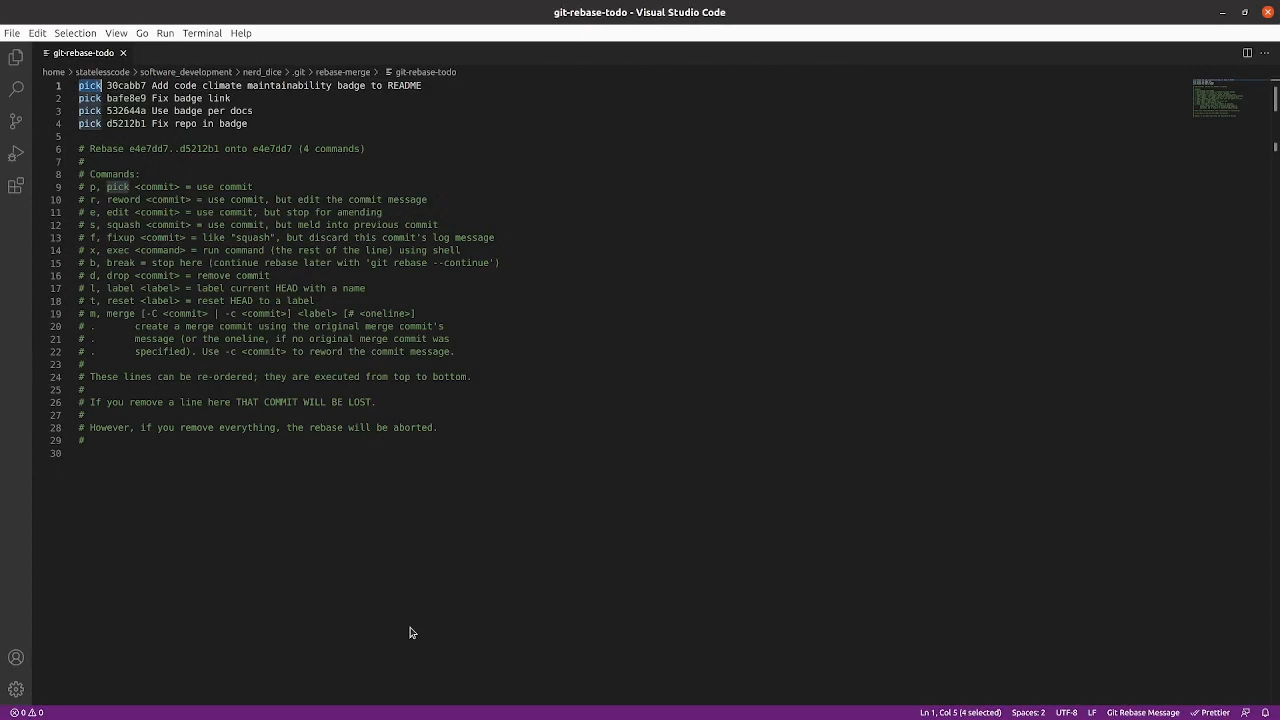 git-rebase-todo - Visual Studio Code
File Edit Selection View Go Run Terminal Help
git-rebase-todo
home statelesscode software_development nerd_dice .git rebase-merge git-rebase-todo
1 pick 30cabb7 Add code climate maintainability badge to README
2 pick bafe8e9 Fix badge link
3 pick 532644a Use badge per docs
4 pick d5212b1 Fix repo in badge
5
6 # Rebase e4e7dd7..d5212b1 onto e4e7dd7 (4 commands)
7 #
8 # Commands:
9 # p, pick <commit> = use commit
10 # r, reword <commit> = use commit, but edit the commit message
11 # e, edit <commit> = use commit, but stop for amending
12 # s, squash <commit> = use commit, but meld into previous commit
13 # f, fixup <commit> = like "squash", but discard this commit's log message
14 # x, exec <command> = run command (the rest of the line) using shell
15 # b, break = stop here (continue rebase later with 'git rebase --continue')
16 # d, drop <commit> = remove commit
17 # l, label <label> = label current HEAD with a name
18 # t, reset <label> = reset HEAD to a label
19 # m, merge [-C <commit> | -c <commit>] <label> [# <oneline>]
20 # .       create a merge commit using the original merge commit's
21 # .       message (or the oneline, if no original merge commit was
22 # .       specified). Use -c <commit> to reword the commit message.
23 #
24 # These lines can be re-ordered; they are executed from top to bottom.
25 #
26 # If you remove a line here THAT COMMIT WILL BE LOST.
27 #
28 # However, if you remove everything, the rebase will be aborted.
29 #
30
0 0 Ln 1, Col 5 (4 selected) Spaces: 2 UTF-8 LF Git Rebase Message Prettier